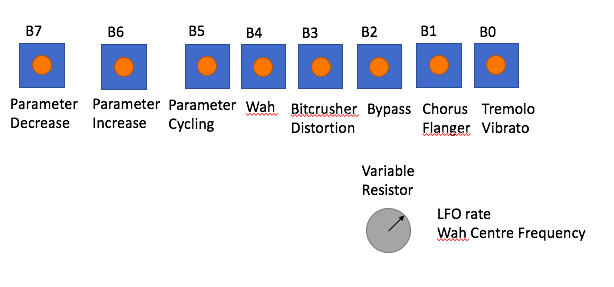 B7 B6 B5 B4 B3 B2 B1 B0
Parameter Parameter Parameter Wah Bitcrusher Bypass Chorus Tremolo
Decrease Increase Cycling Distortion Flanger Vibrato
Variable
Resistor
LFO rate
Wah Centre Frequency